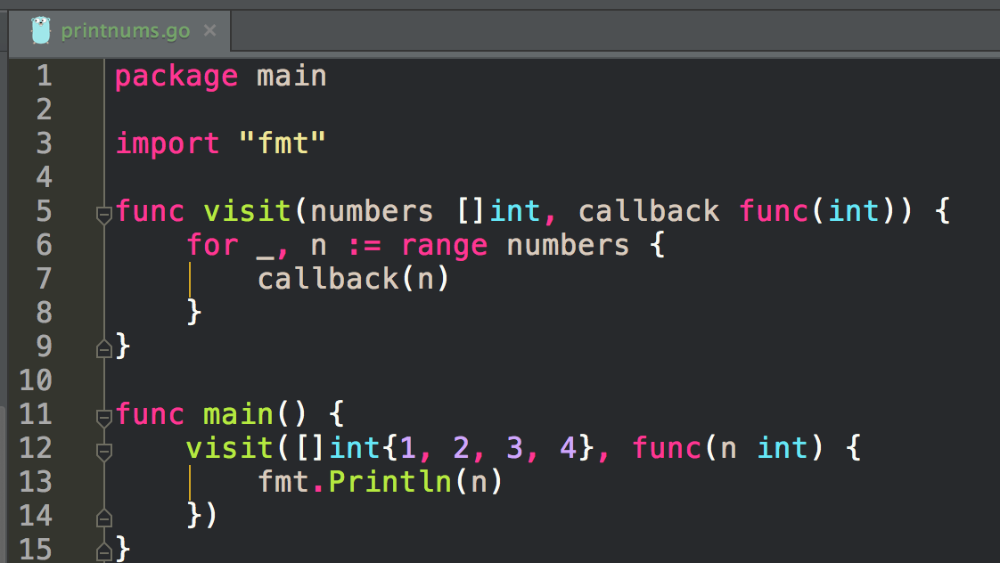 printnums.go ×
1 package main
2
3 import "fmt"
4
5 func visit(numbers []int, callback func(int)) {
6     for _, n := range numbers {
7         callback(n)
8     }
9 }
10
11 func main() {
12     visit([]int{1, 2, 3, 4}, func(n int) {
13         fmt.Println(n)
14     })
15 }